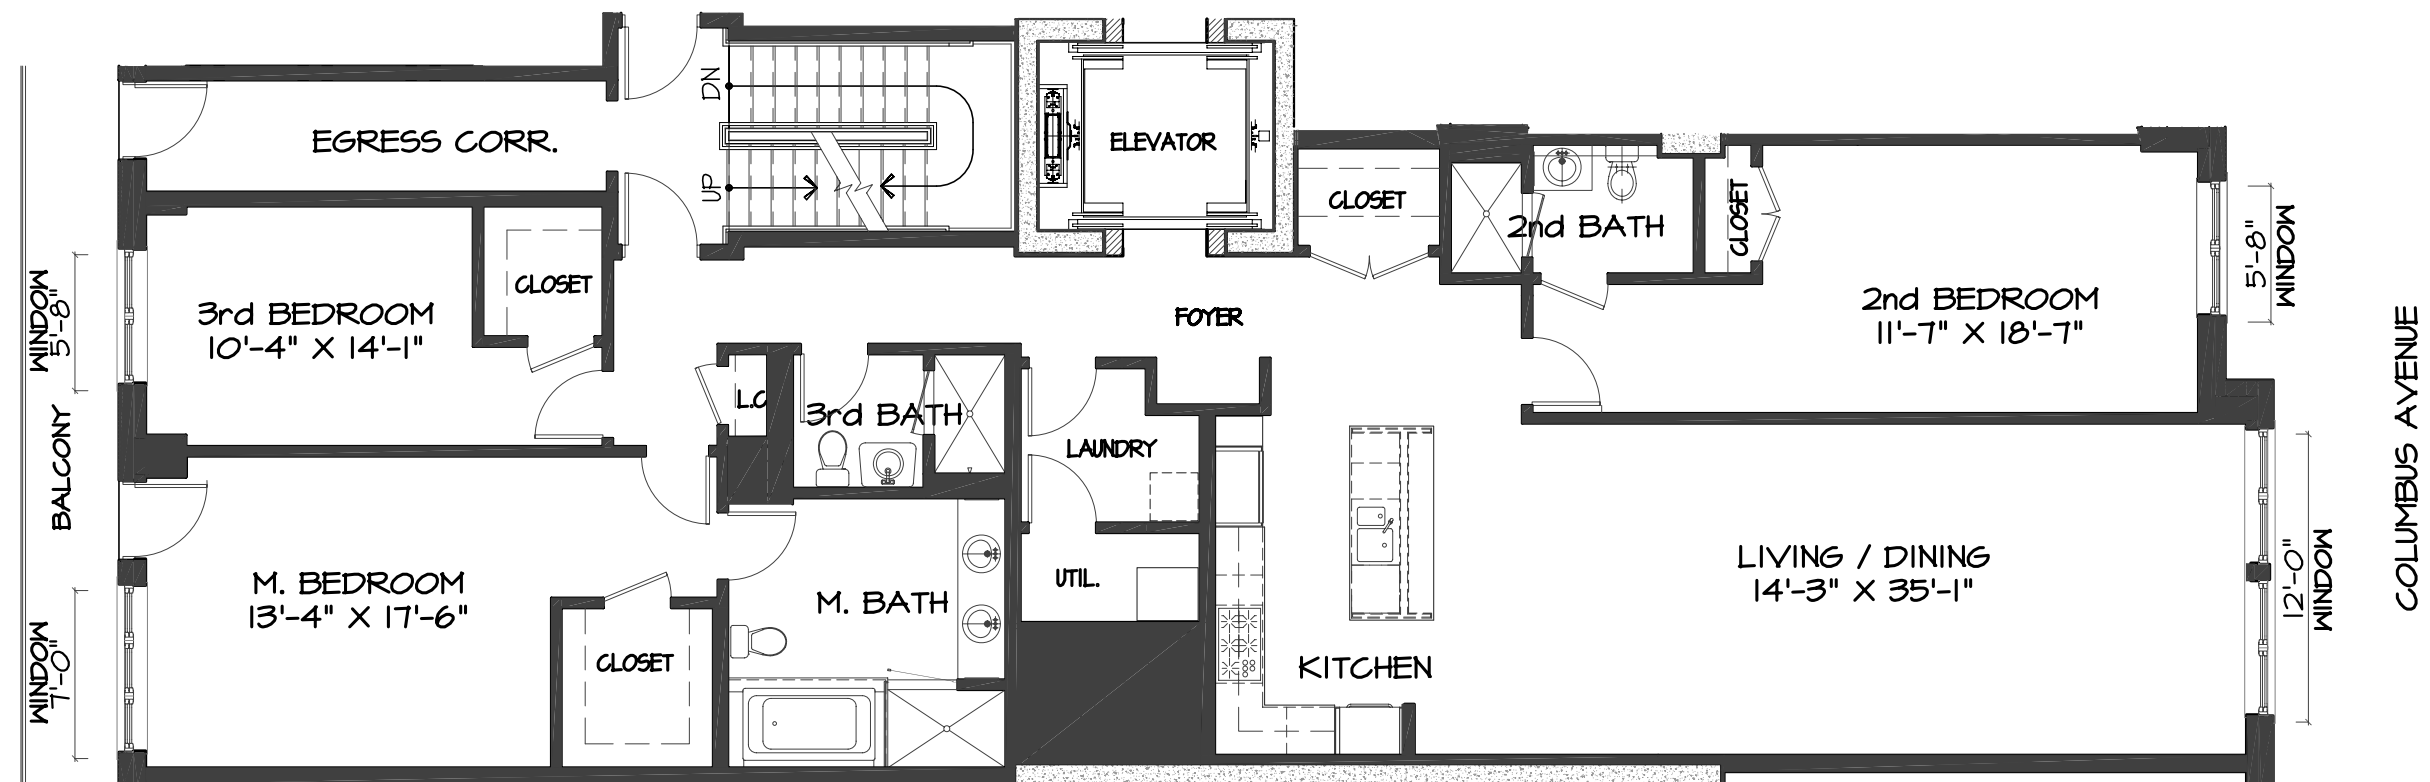 EGRESS CORR.
DN
UP
ELEVATOR
CLOSET
2nd BATH
CLOSET
5'-8"
WINDOW
WINDOW
5'-8"
3rd BEDROOM
10'-4" X 14'-1"
CLOSET
FOYER
2nd BEDROOM
11'-7" X 18'-7"
BALCONY
L.C
3rd BATH
LAUNDRY
COLUMBUS AVENUE
M. BEDROOM
13'-4" X 17'-6"
M. BATH
UTIL.
LIVING / DINING
14'-3" X 35'-1"
12'-0"
WINDOW
WINDOW
7'-0"
CLOSET
KITCHEN